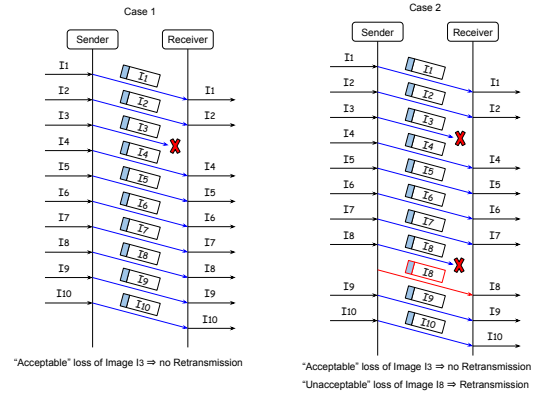 Case 1
Sender
Receiver
I1
I2
I3
I4
I5
I6
I7
I8
I9
I10
I1
I2
I3
I4
I5
I6
I7
I8
I9
I10
I1
I2
I4
I5
I6
I7
I8
I9
I10
"Acceptable" loss of Image I3 ⇒ no Retransmission
Case 2
Sender
Receiver
I1
I2
I3
I4
I5
I6
I7
I8
I9
I10
I1
I2
I3
I4
I5
I6
I7
I8
I8
I9
I10
I1
I2
I4
I5
I6
I7
I8
I9
I10
"Acceptable" loss of Image I3 ⇒ no Retransmission
"Unacceptable" loss of Image I8 ⇒ Retransmission